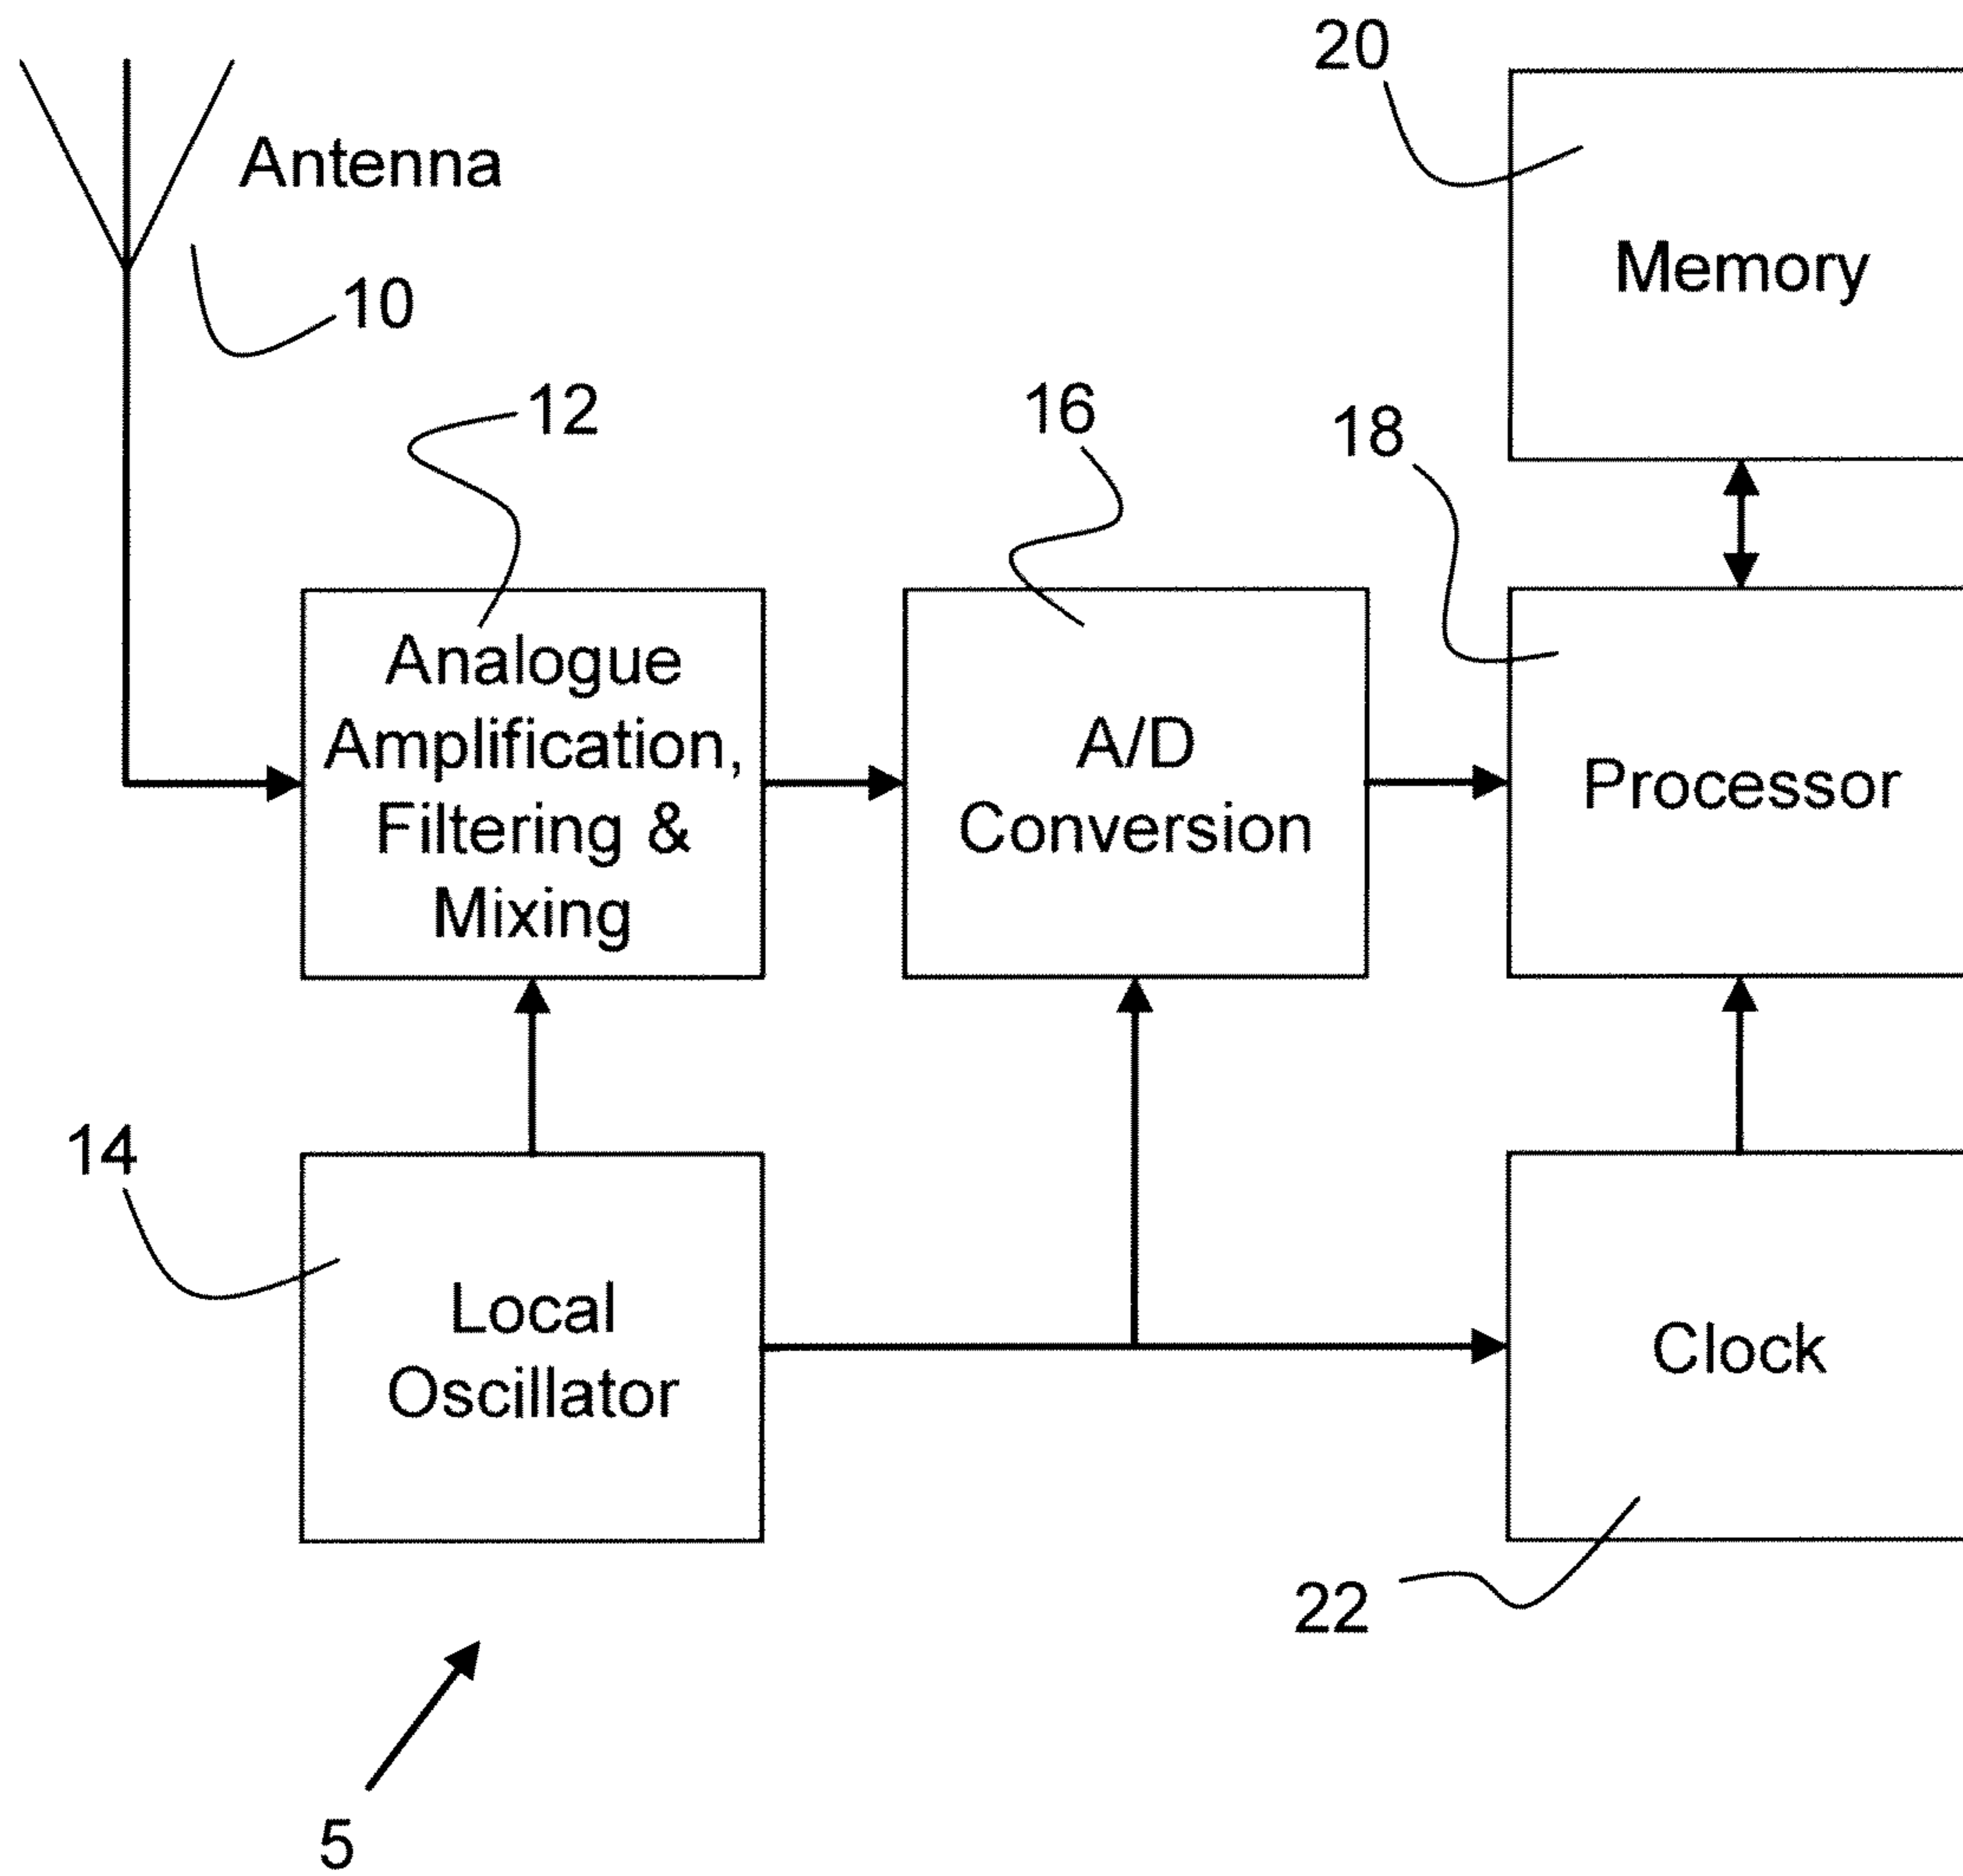 20
Antenna
Memory
10
12
16
18
Analogue
Amplification,
Filtering &
Mixing
A/D
Conversion
Processor
14
Local
Oscillator
Clock
22
5